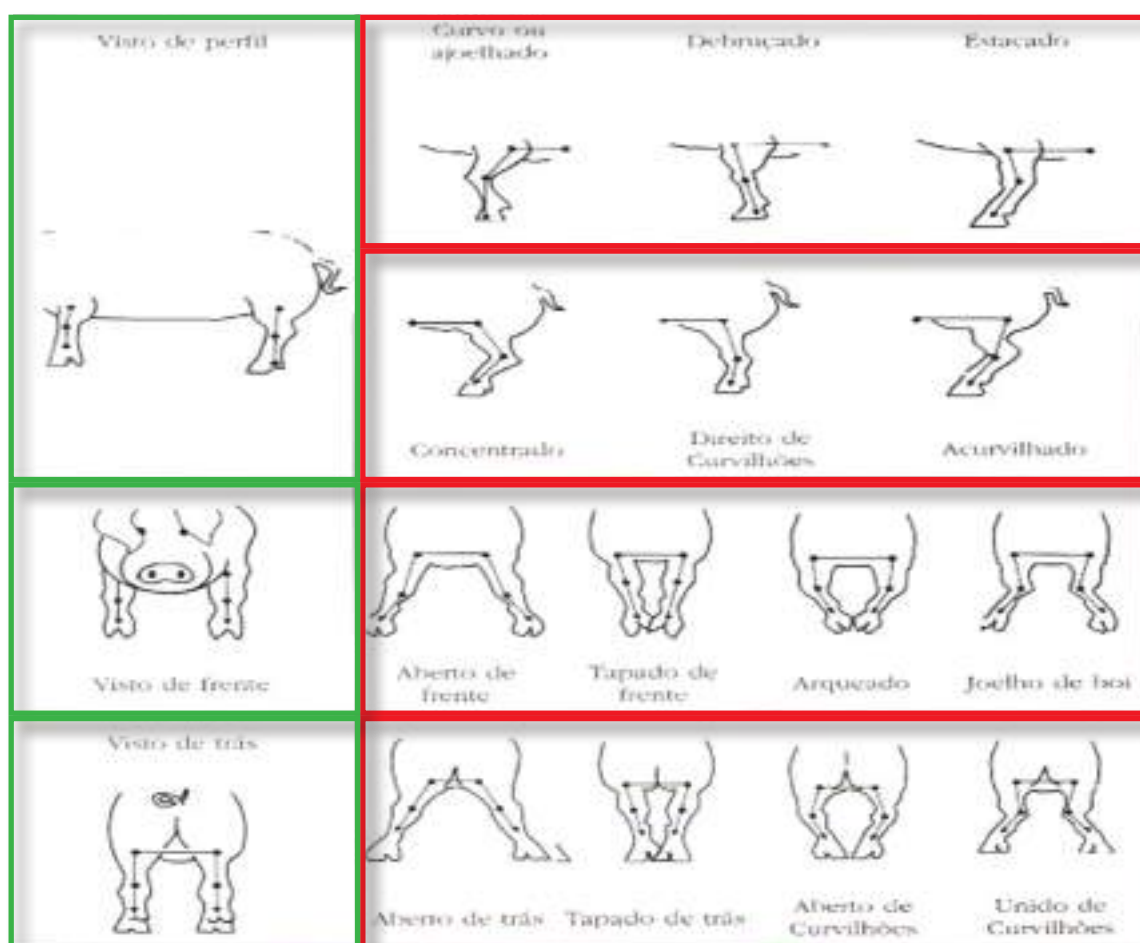 Visto de perfil
Curvo ou
ajoelhado
Debruçado
Estacado
Concentrado
Direito de
Curvilhões
Acurvilhado
Visto de frente
Aberto de
frente
Tapado de
frente
Arqueado
Joelho de boi
Visto de trás
Aberto de trás
Tapado de trás
Aberto de
Curvilhões
Unido de
Curvilhões